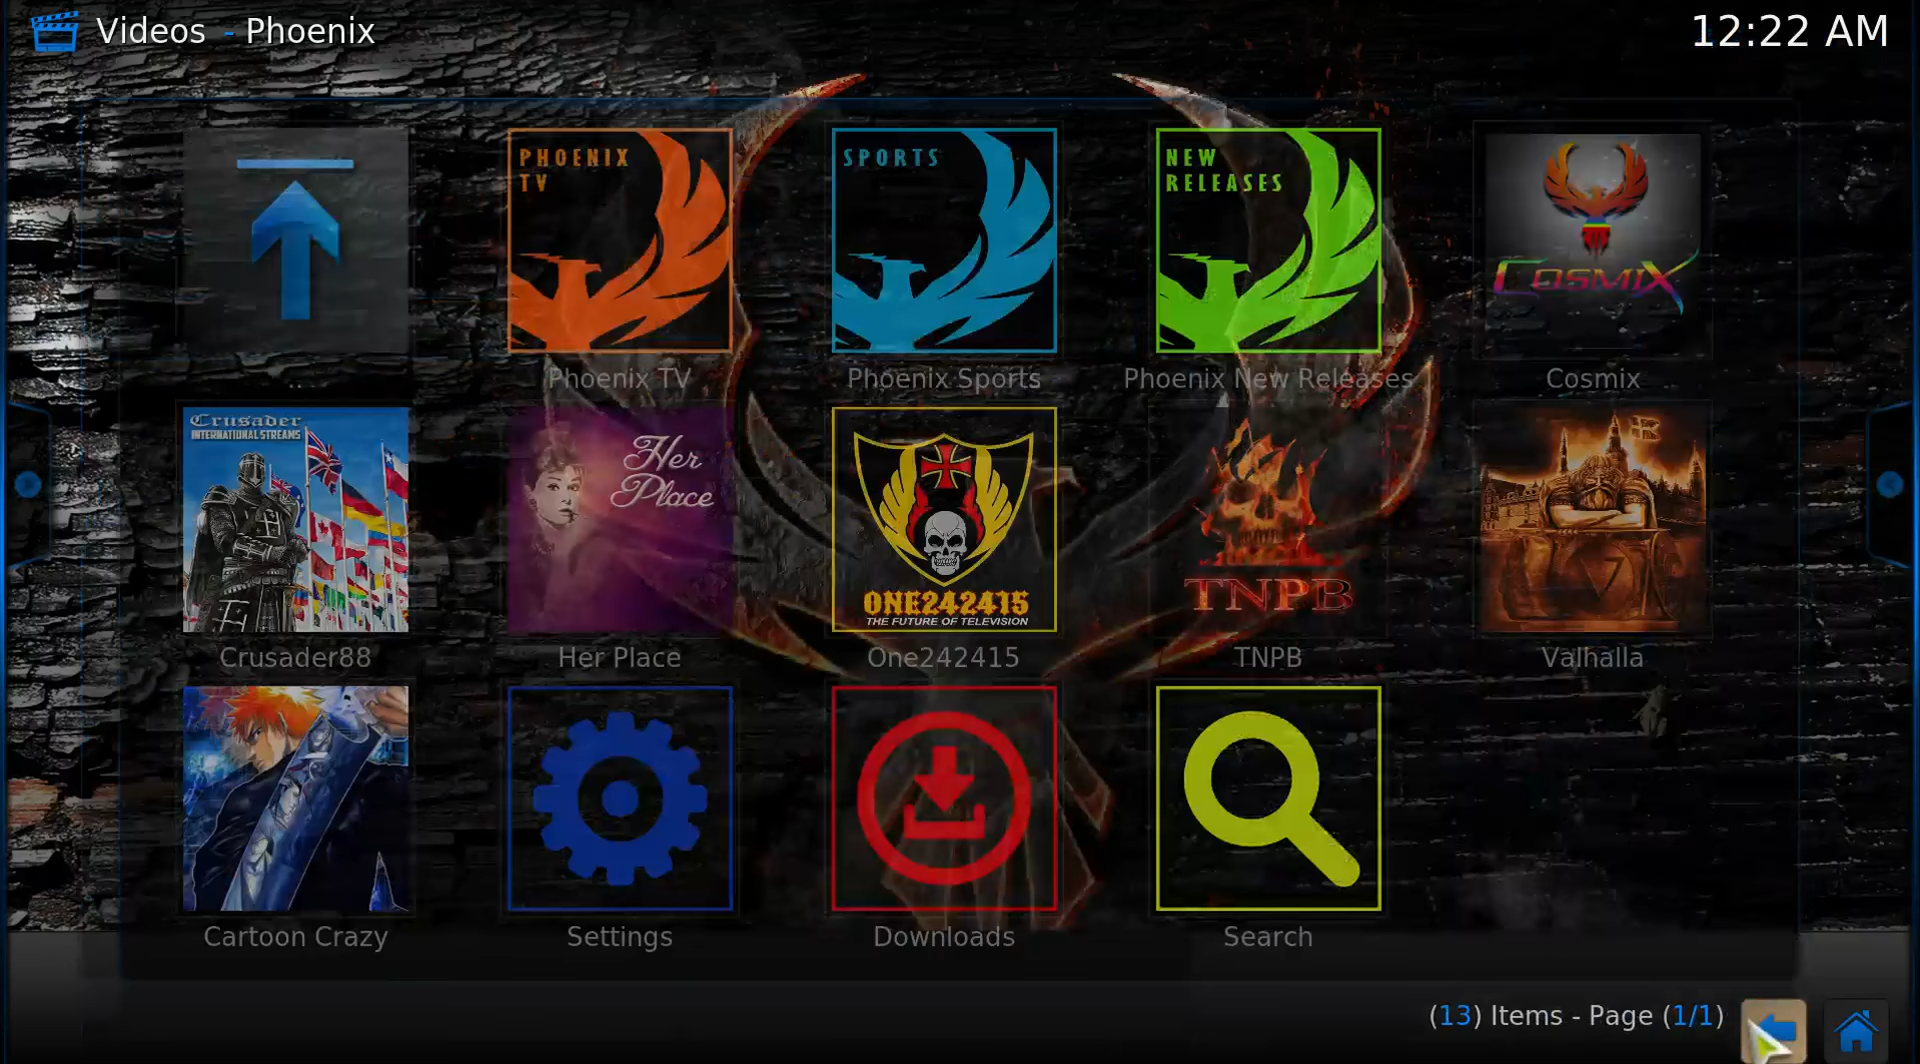 Videos - Phoenix
12:22 AM
PHOENIX
TV
SPORTS
NEW
RELEASES
COSMIX
Phoenix TV
Phoenix Sports
Phoenix New Releases
Cosmix
Crusader
INTERNATIONAL STREAMS
Her
Place
ONE242415
THE FUTURE OF TELEVISION
TNPB
Crusader88
Her Place
One242415
TNPB
Valhalla
Cartoon Crazy
Settings
Downloads
Search
(13) Items - Page (1/1)